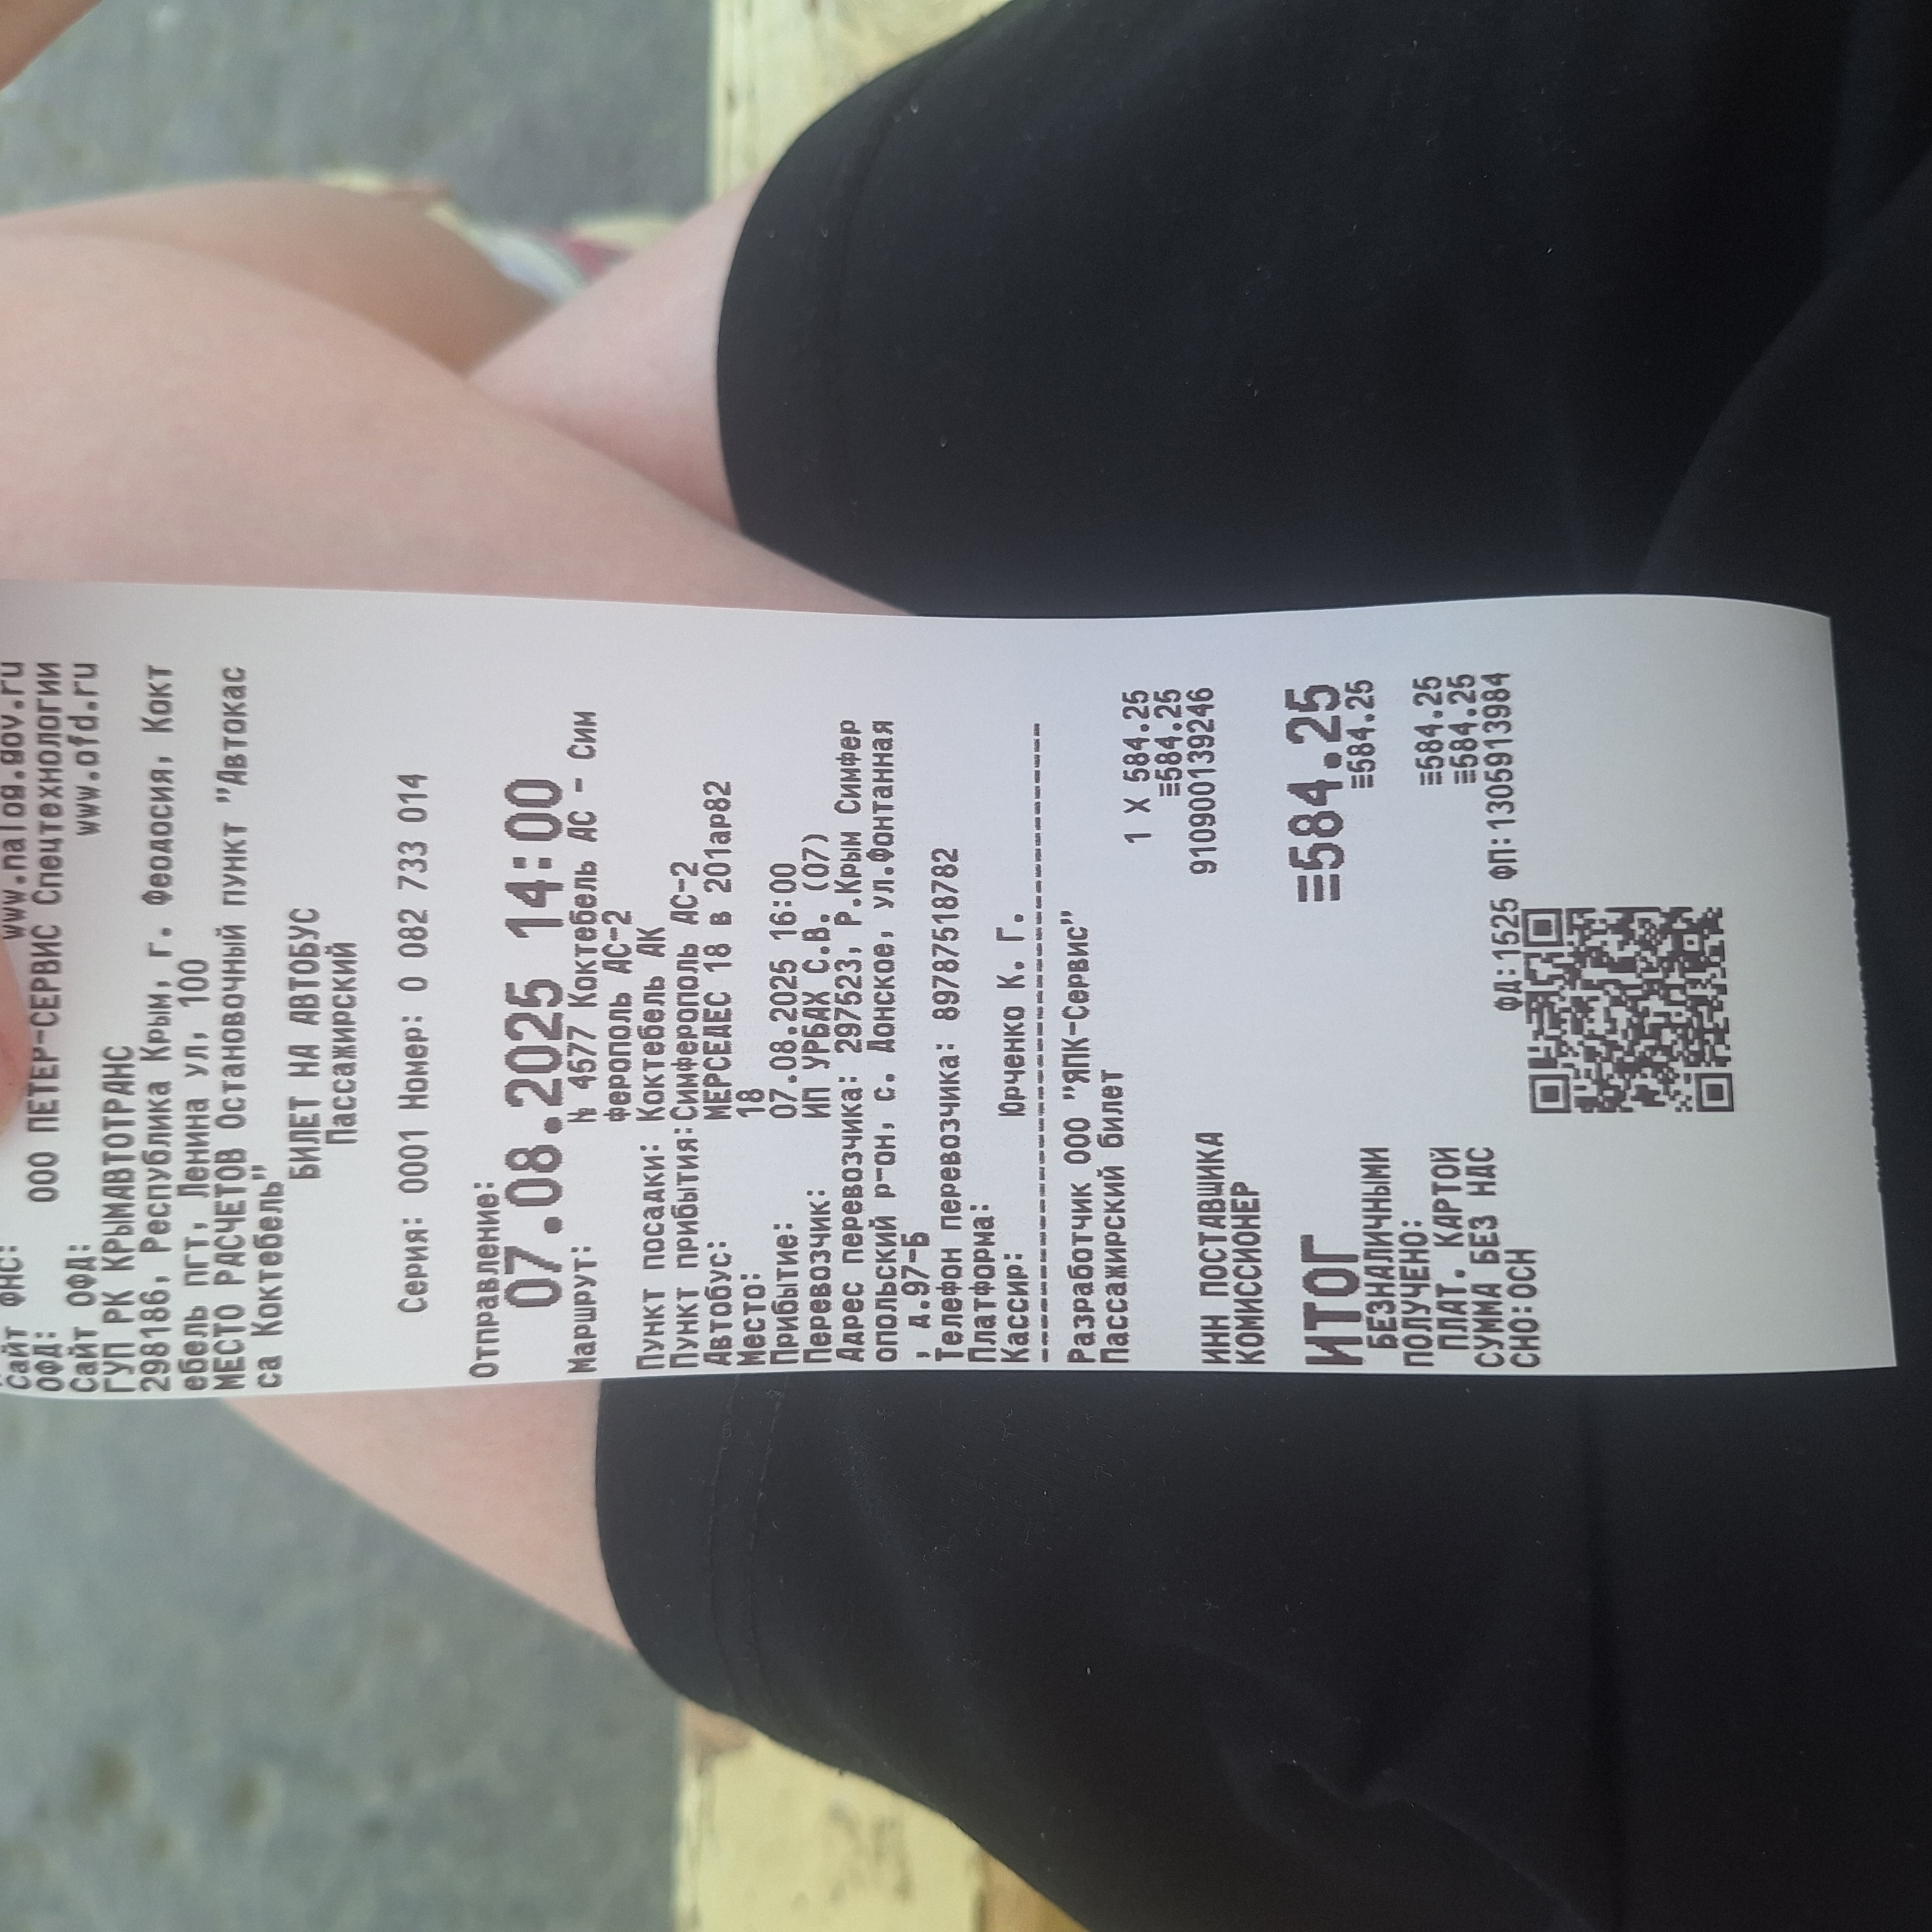 Сайт ФНС: www.nalog.gov.ru
ОФД: ООО ПЕТЕР-СЕРВИС Спецтехнологии
Сайт ОФД: www.ofd.ru
ГУП РК КРЫМАВТОТРАНС
298186, Республика Крым, г. Феодосия, Кокт
ебель пгт, Ленина ул, 100
МЕСТО РАСЧЕТОВ Остановочный пункт "Автокас
са Коктебель"
БИЛЕТ НА АВТОБУС
Пассажирский
Серия: 0001 Номер: 0 082 733 014
Отправление:
07.08.2025 14:00
Маршрут: № 4577 Коктебель АС - Сим
ферополь АС-2
Пункт посадки: Коктебель АК
Пункт прибытия: Симферополь АС-2
Автобус: МЕРСЕДЕС 18 в 201ар82
Место: 18
Прибытие: 07.08.2025 16:00
Перевозчик: ИП УРБАХ С.В. (07)
Адрес перевозчика: 297523, Р.Крым Симфер
опольский р-он, с. Донское, ул.Фонтанная
, д.97-Б
Телефон перевозчика: 89787518782
Платформа:
Кассир: Юрченко К. Г.
Разработчик ООО "ЯПК-Сервис"
Пассажирский билет
1 X 584.25
≡584.25
ИНН ПОСТАВЩИКА 910900139246
КОМИССИОНЕР
ИТОГ ≡584.25
БЕЗНАЛИЧНЫМИ ≡584.25
ПОЛУЧЕНО:
ПЛАТ. КАРТОЙ ≡584.25
СУММА БЕЗ НДС ≡584.25
СНО:ОСН ФД:1525 ФП:1305913984